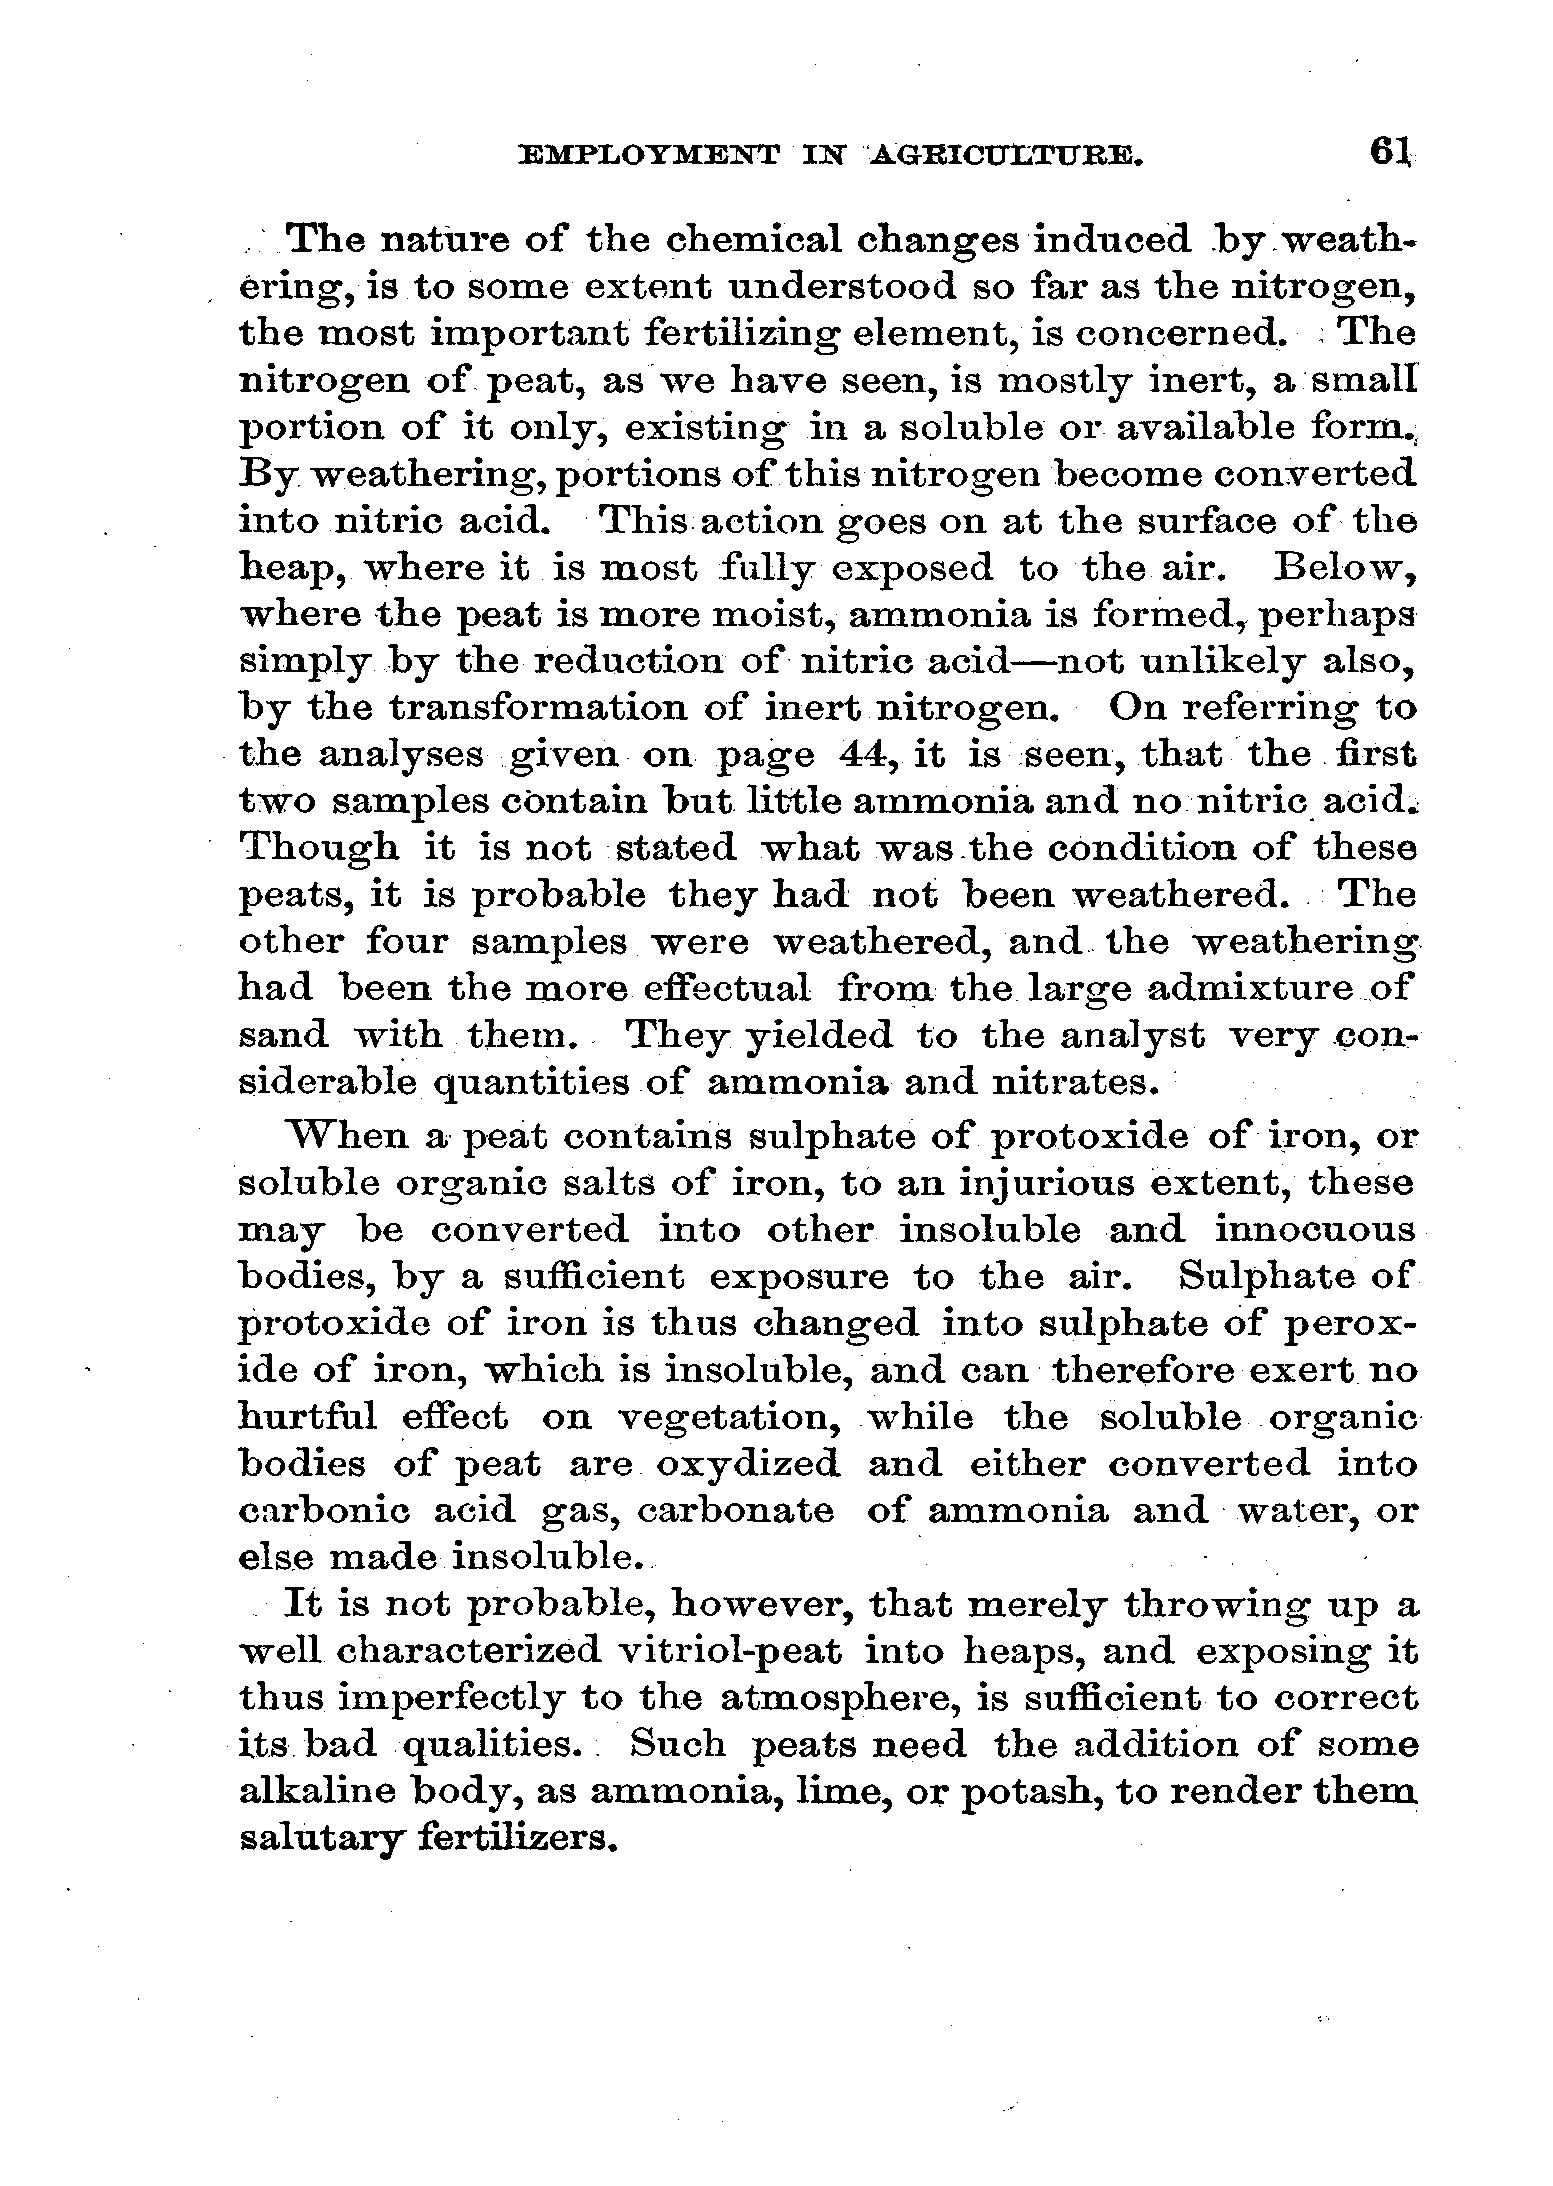 EMPLOYMENT IN AGRICULTURE. 61
The nature of the chemical changes induced by weath-
ering, is to some extent understood so far as the nitrogen,
the most important fertilizing element, is concerned. The
nitrogen of peat, as we have seen, is mostly inert, a small
portion of it only, existing in a soluble or available form.
By weathering, portions of this nitrogen become converted
into nitric acid. This action goes on at the surface of the
heap, where it is most fully exposed to the air. Below,
where the peat is more moist, ammonia is formed, perhaps
simply by the reduction of nitric acid—not unlikely also,
by the transformation of inert nitrogen. On referring to
the analyses given on page 44, it is seen, that the first
two samples contain but little ammonia and no nitric acid.
Though it is not stated what was the condition of these
peats, it is probable they had not been weathered. The
other four samples were weathered, and the weathering
had been the more effectual from the large admixture of
sand with them. They yielded to the analyst very con-
siderable quantities of ammonia and nitrates.
When a peat contains sulphate of protoxide of iron, or
soluble organic salts of iron, to an injurious extent, these
may be converted into other insoluble and innocuous
bodies, by a sufficient exposure to the air. Sulphate of
protoxide of iron is thus changed into sulphate of perox-
ide of iron, which is insoluble, and can therefore exert no
hurtful effect on vegetation, while the soluble organic
bodies of peat are oxydized and either converted into
carbonic acid gas, carbonate of ammonia and water, or
else made insoluble.
It is not probable, however, that merely throwing up a
well characterized vitriol-peat into heaps, and exposing it
thus imperfectly to the atmosphere, is sufficient to correct
its bad qualities. Such peats need the addition of some
alkaline body, as ammonia, lime, or potash, to render them
salutary fertilizers.